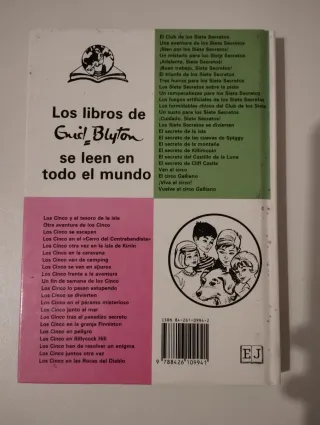 Los libros de
Enid Blyton
se leen en
todo el mundo
El Club de los Siete Secretos
Una aventura de los Siete Secretos
¡Bien por los Siete Secretos!
Un misterio para los Siete Secretos
¡Adelante, Siete Secretos!
¡Buen trabajo, Siete Secretos!
El triunfo de los Siete Secretos
Tres hurras para los Siete Secretos
Los Siete Secretos sobre la pista
Un rompecabezas para los Siete Secretos
Los fuegos artificiales de los Siete Secretos
Los formidables chicos del Club de los Siete
Un susto para los Siete Secretos
¡Cuidado, Siete Secretos!
Los Siete Secretos se divierten
El secreto de la isla
El secreto de las cuevas de Spiggy
El secreto de la montaña
El secreto de Killimooin
El secreto del Castillo de la Luna
El secreto de Cliff Castle
Van al circo
El circo Galliano
¡Viva el circo!
Vuelve el circo Galliano
Los Cinco y el tesoro de la isla
Otra aventura de los Cinco
Los Cinco se escapan
Los Cinco en el «Cerro del Contrabandista»
Los Cinco otra vez en la isla de Kirrin
Los Cinco en la caravana
Los Cinco van de camping
Los Cinco se ven en apuros
Los Cinco frente a la aventura
Un fin de semana de los Cinco
Los Cinco lo pasan estupendo
Los Cinco se divierten
Los Cinco en el páramo misterioso
Los Cinco junto al mar
Los Cinco tras el pasadizo secreto
Los Cinco en la granja Finniston
Los Cinco en peligro
Los Cinco en Billycock Hill
Los Cinco han de resolver un enigma
Los Cinco juntos otra vez
Los Cinco en las Rocas del Diablo
ISBN 84-261-0994-2
9788426109941
EJ